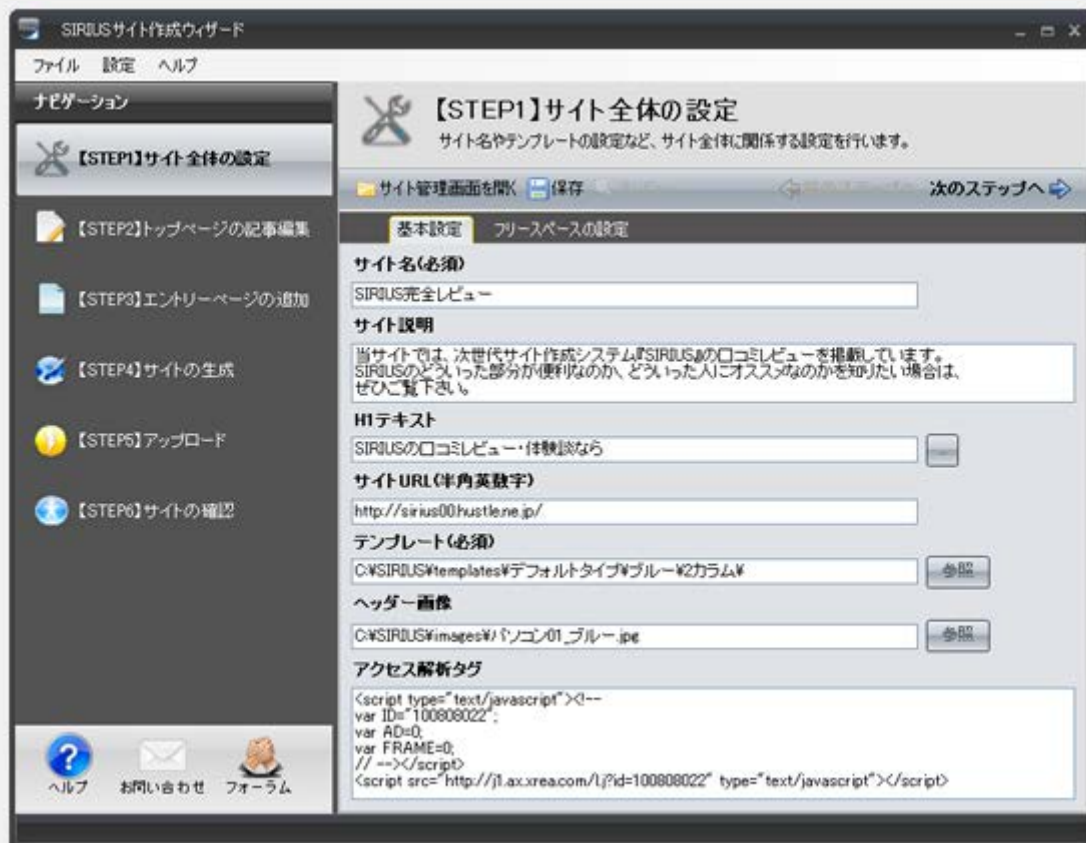 SIRIUSサイト作成ウィザード
ファイル 設定 ヘルプ
ナビゲーション
【STEP1】サイト全体の設定
【STEP2】トップページの記事編集
【STEP3】エントリーページの追加
【STEP4】サイトの生成
【STEP5】アップロード
【STEP6】サイトの確認
ヘルプ お問い合わせ フォーラム
【STEP1】サイト全体の設定
サイト名やテンプレートの設定など、サイト全体に関係する設定を行います。
サイト管理画面を開く 保存 次のステップへ
基本設定 フリースペースの設定
サイト名(必須)
SIRIUS完全レビュー
サイト説明
当サイトでは、次世代サイト作成システム『SIRIUS』の口コミレビューを掲載しています。
SIRIUSのどういった部分が便利なのか、どういった人にオススメなのかを知りたい場合は、
ぜひご覧下さい。
H1テキスト
SIRIUSの口コミレビュー・体験談なら
...
サイトURL(半角英数字)
http://sirius00.hustle.ne.jp/
テンプレート(必須)
C:¥SIRIUS¥templates¥デフォルトタイプ¥ブルー¥2カラム¥
参照
ヘッダー画像
C:¥SIRIUS¥images¥パソコン01_ブルー.jpg
参照
アクセス解析タグ
<script type="text/javascript"><!--
var ID="100808022";
var AD=0;
var FRAME=0;
// --></script>
<script src="http://j1.ax.xrea.com/l.j?id=100808022" type="text/javascript"></script>